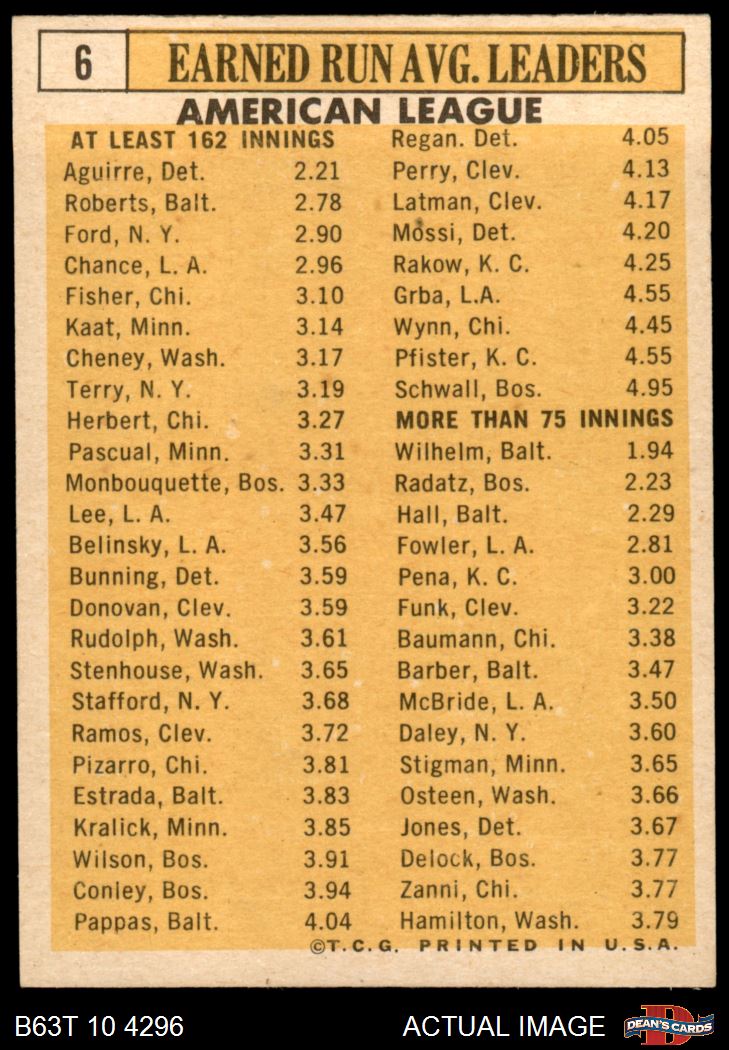 6 EARNED RUN AVG. LEADERS
AMERICAN LEAGUE
AT LEAST 162 INNINGS
Aguirre, Det. 2.21
Roberts, Balt. 2.78
Ford, N. Y. 2.90
Chance, L. A. 2.96
Fisher, Chi. 3.10
Kaat, Minn. 3.14
Cheney, Wash. 3.17
Terry, N. Y. 3.19
Herbert, Chi. 3.27
Pascual, Minn. 3.31
Monbouquette, Bos. 3.33
Lee, L. A. 3.47
Belinsky, L. A. 3.56
Bunning, Det. 3.59
Donovan, Clev. 3.59
Rudolph, Wash. 3.61
Stenhouse, Wash. 3.65
Stafford, N. Y. 3.68
Ramos, Clev. 3.72
Pizarro, Chi. 3.81
Estrada, Balt. 3.83
Kralick, Minn. 3.85
Wilson, Bos. 3.91
Conley, Bos. 3.94
Pappas, Balt. 4.04
Regan. Det. 4.05
Perry, Clev. 4.13
Latman, Clev. 4.17
Mossi, Det. 4.20
Rakow, K. C. 4.25
Grba, L.A. 4.55
Wynn, Chi. 4.45
Pfister, K. C. 4.55
Schwall, Bos. 4.95
MORE THAN 75 INNINGS
Wilhelm, Balt. 1.94
Radatz, Bos. 2.23
Hall, Balt. 2.29
Fowler, L. A. 2.81
Pena, K. C. 3.00
Funk, Clev. 3.22
Baumann, Chi. 3.38
Barber, Balt. 3.47
McBride, L. A. 3.50
Daley, N. Y. 3.60
Stigman, Minn. 3.65
Osteen, Wash. 3.66
Jones, Det. 3.67
Delock, Bos. 3.77
Zanni, Chi. 3.77
Hamilton, Wash. 3.79
©T.C.G. PRINTED IN U.S.A.
B63T 10 4296 ACTUAL IMAGE
D
DEAN'S CARDS